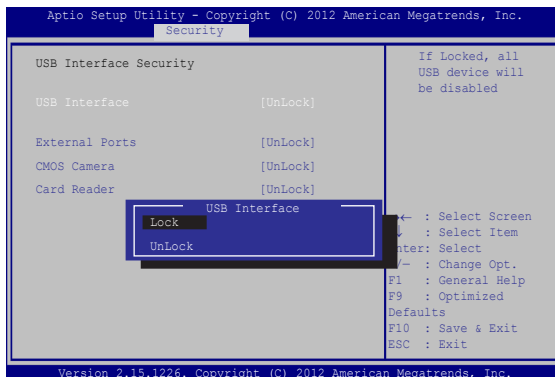 Aptio Setup Utility - Copyright (C) 2012 American Megatrends, Inc.
Security
USB Interface Security
USB Interface [UnLock]
External Ports [UnLock]
CMOS Camera [UnLock]
Card Reader [UnLock]
USB Interface
Lock
UnLock
If Locked, all
USB device will
be disabled
→← : Select Screen
↓ : Select Item
nter: Select
/— : Change Opt.
F1 : General Help
F9 : Optimized
Defaults
F10 : Save & Exit
ESC : Exit
Version 2.15.1226. Copyright (C) 2012 American Megatrends, Inc.